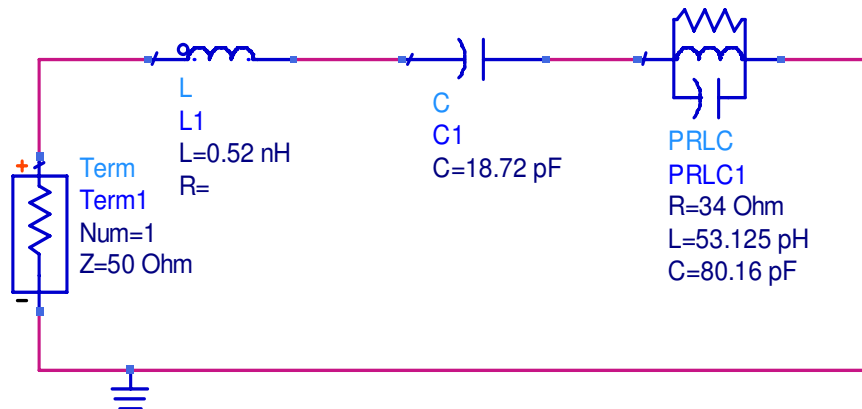 L
L1
L=0.52 nH
R=
C
C1
C=18.72 pF
PRLC
PRLC1
R=34 Ohm
L=53.125 pH
C=80.16 pF
+
Term
Term1
Num=1
Z=50 Ohm
-